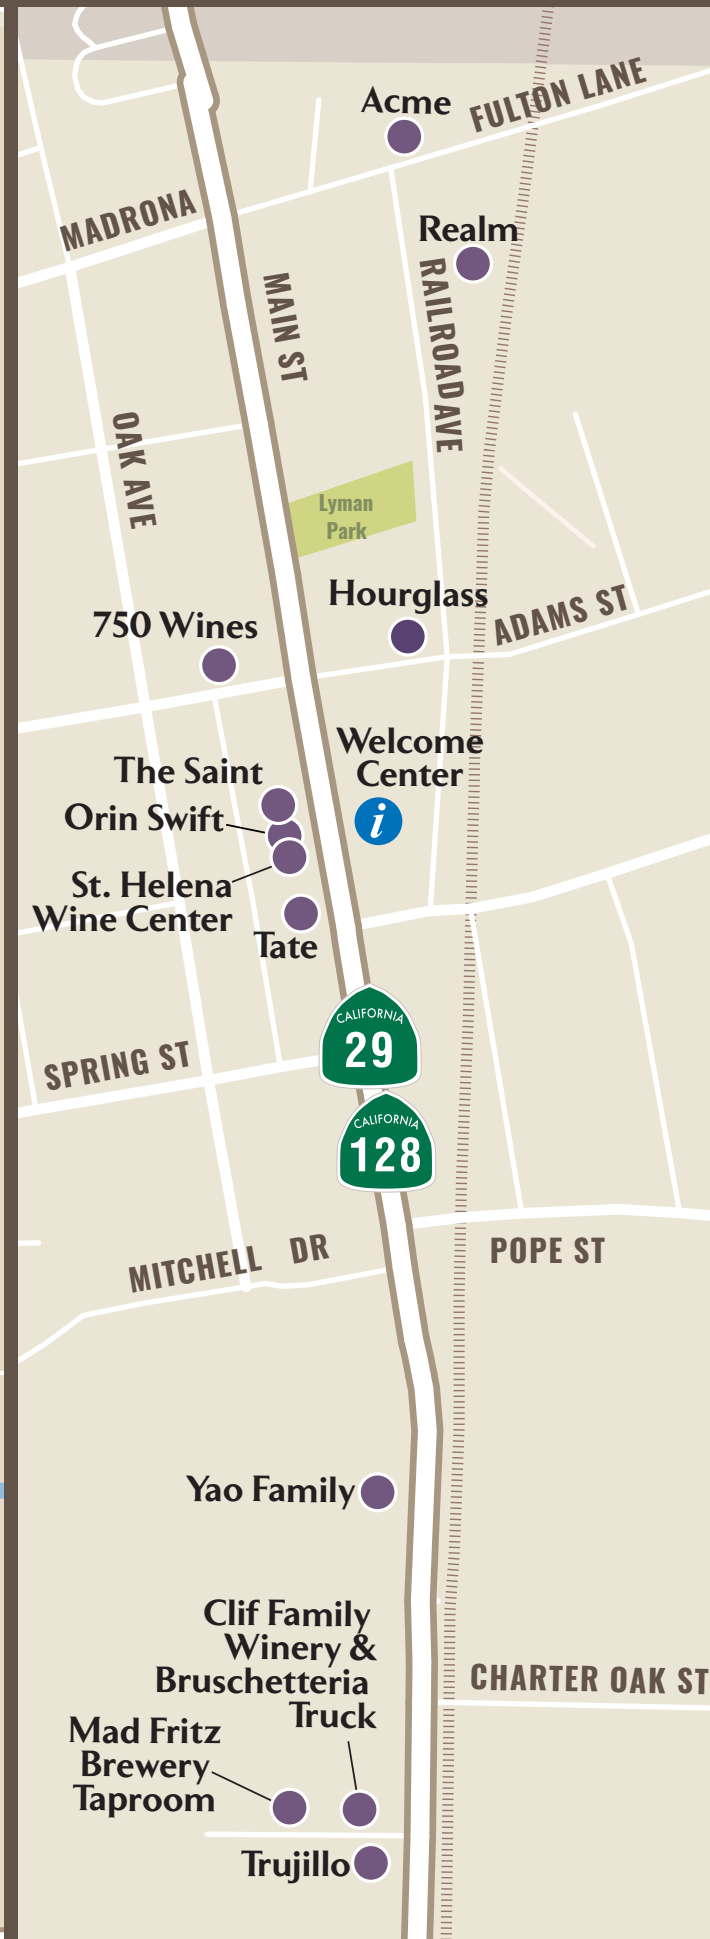 Acme
FULTON LANE
MADRONA
Realm
MAIN ST
RAILROAD AVE
OAK AVE
Lyman
Park
Hourglass
ADAMS ST
750 Wines
Welcome
Center
i
The Saint
Orin Swift
St. Helena
Wine Center
Tate
CALIFORNIA
29
SPRING ST
CALIFORNIA
128
MITCHELL DR
POPE ST
Yao Family
Clif Family
Winery &
Bruschetteria
Truck
CHARTER OAK ST
Mad Fritz
Brewery
Taproom
Trujillo